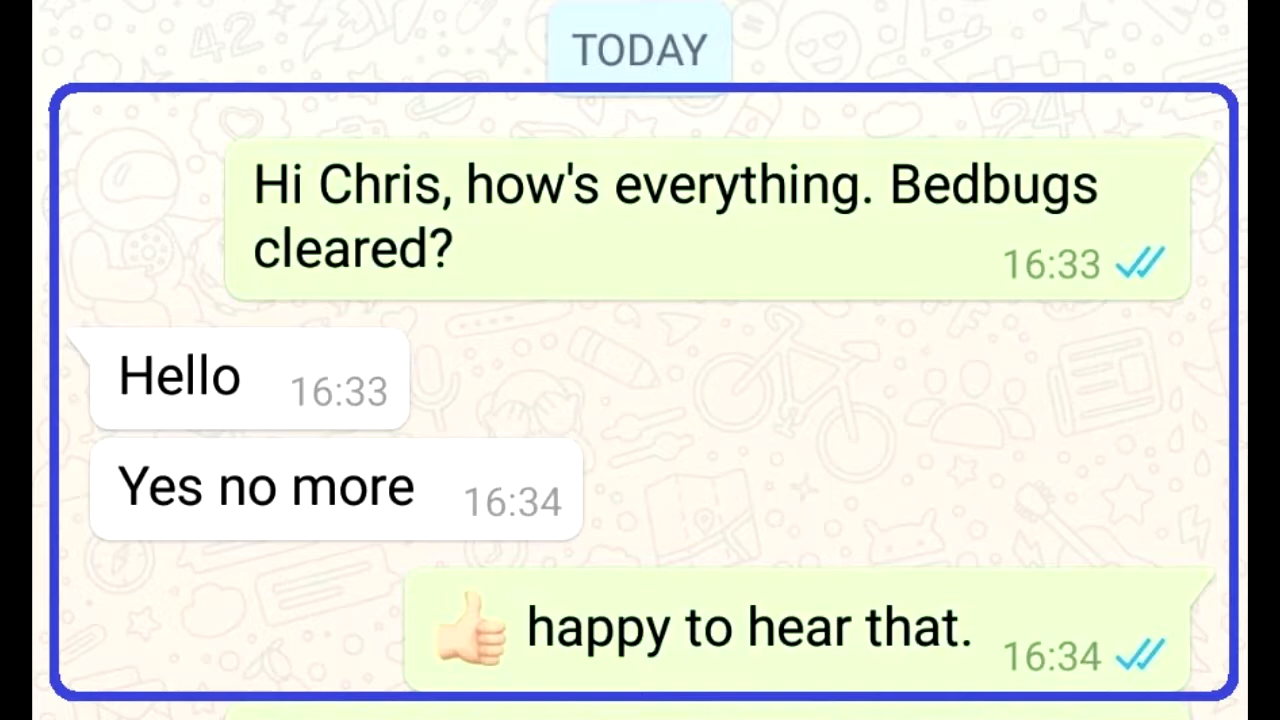 TODAY
Hi Chris, how's everything. Bedbugs
cleared?
16:33
Hello 16:33
Yes no more 16:34
👍🏻 happy to hear that. 16:34